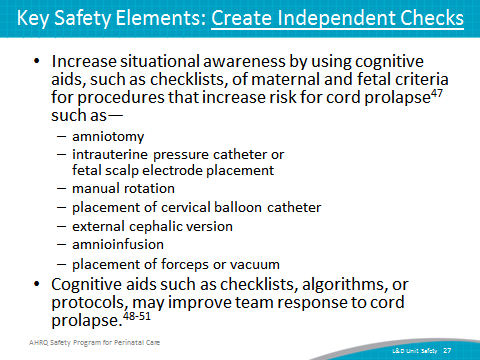 Key Safety Elements: Create Independent Checks
• Increase situational awareness by using cognitive
aids, such as checklists, of maternal and fetal criteria
for procedures that increase risk for cord prolapse47
such as—
– amniotomy
– intrauterine pressure catheter or
fetal scalp electrode placement
– manual rotation
– placement of cervical balloon catheter
– external cephalic version
– amnioinfusion
– placement of forceps or vacuum
• Cognitive aids such as checklists, algorithms, or
protocols, may improve team response to cord
prolapse.48-51
AHRQ Safety Program for Perinatal Care
L&D Unit Safety 27